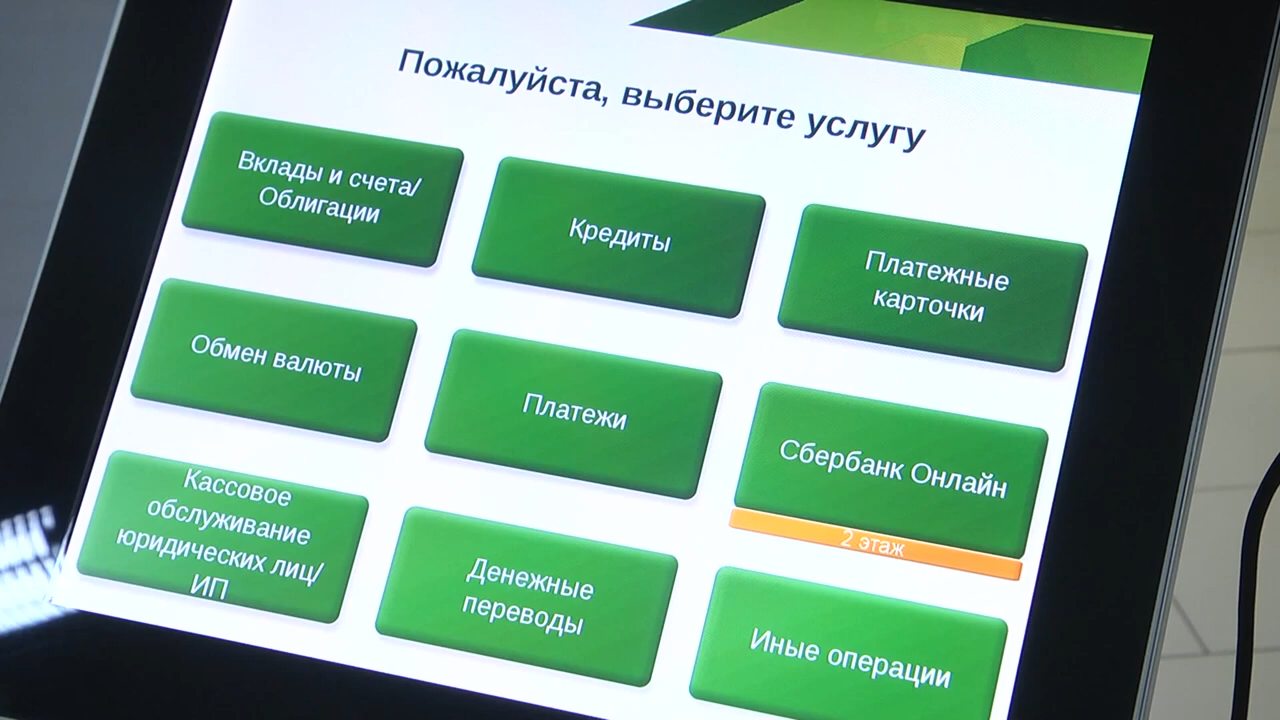 Пожалуйста, выберите услугу
Вклады и счета/
Облигации
Кредиты
Платежные
карточки
Обмен валюты
Платежи
Сбербанк Онлайн
2 этаж
Кассовое
обслуживание
юридических лиц/
ИП
Денежные
переводы
Иные операции